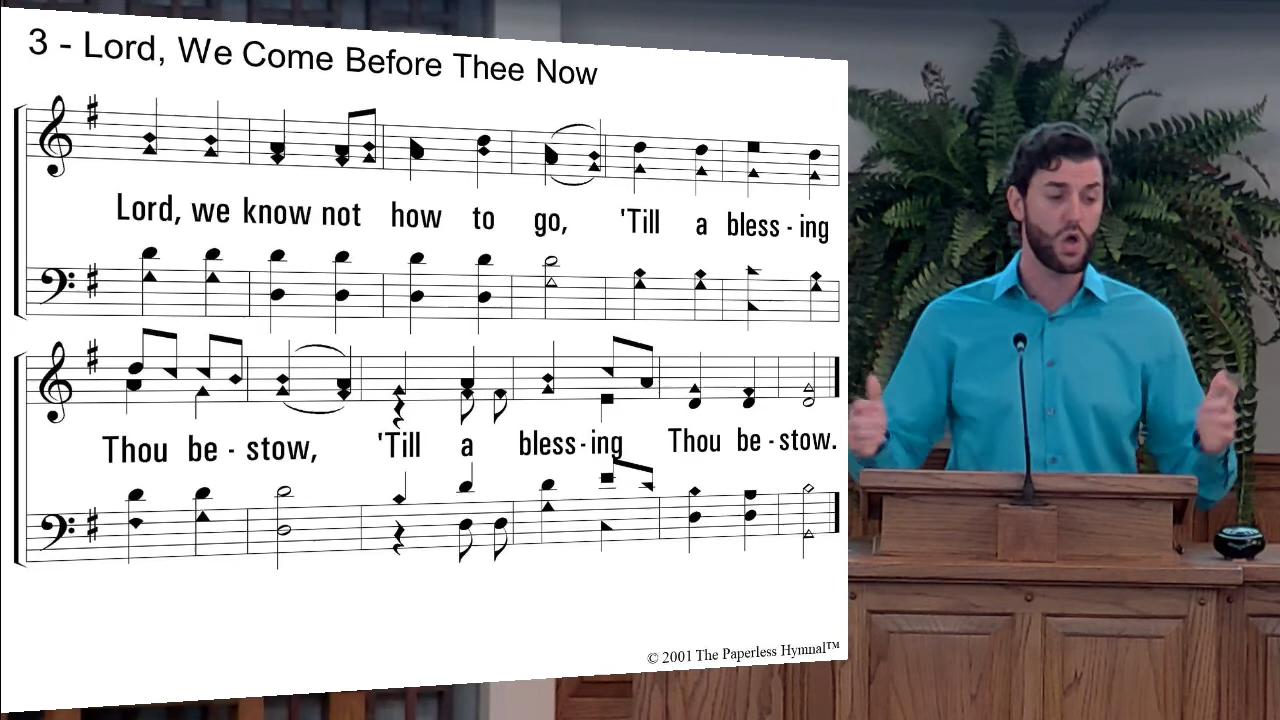 3 - Lord, We Come Before Thee Now
Lord, we know not how to go, 'Till a bless - ing
Thou be - stow, 'Till a bless - ing Thou be - stow.
© 2001 The Paperless Hymnal™